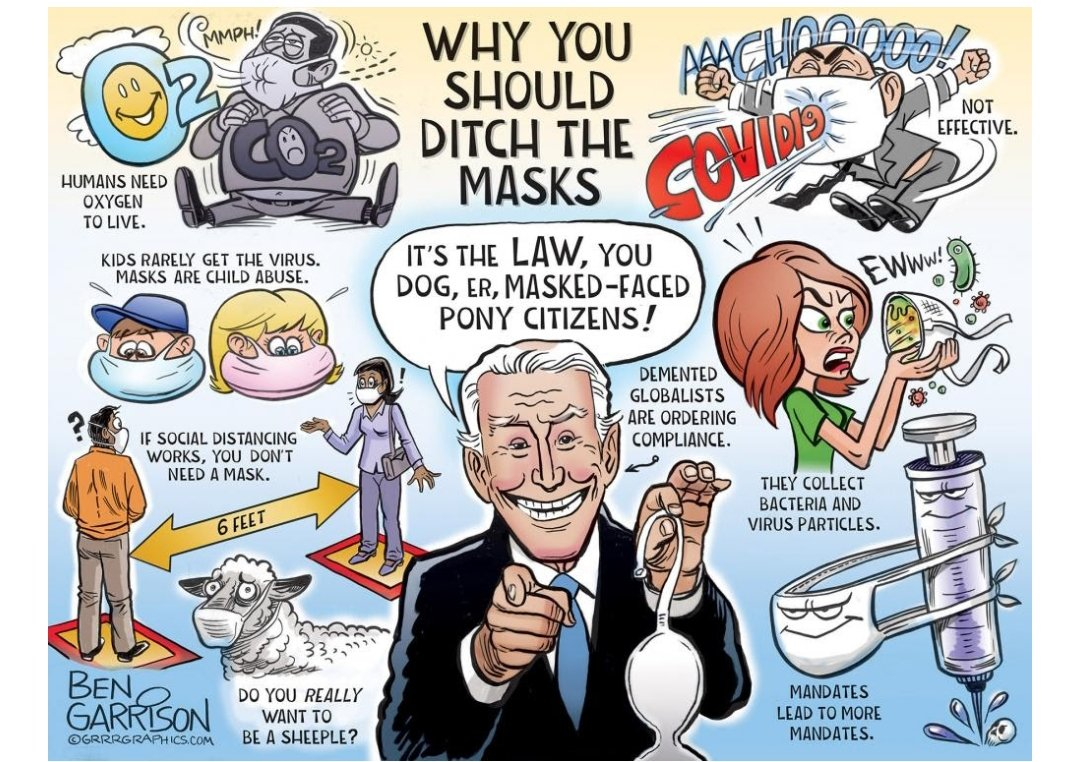 WHY YOU
SHOULD
DITCH THE
MASKS
O2
MMPH!
CO2
HUMANS NEED
OXYGEN
TO LIVE.
AAACHOOOOOO!
COVID19
NOT
EFFECTIVE.
KIDS RARELY GET THE VIRUS.
MASKS ARE CHILD ABUSE.
IT'S THE LAW, YOU
DOG, ER, MASKED-FACED
PONY CITIZENS!
EWWW!
DEMENTED
GLOBALISTS
ARE ORDERING
COMPLIANCE.
?
!
IF SOCIAL DISTANCING
WORKS, YOU DON'T
NEED A MASK.
6 FEET
THEY COLLECT
BACTERIA AND
VIRUS PARTICLES.
DO YOU REALLY
WANT TO
BE A SHEEPLE?
MANDATES
LEAD TO MORE
MANDATES.
BEN
GARRISON
©GRRRGRAPHICS.COM